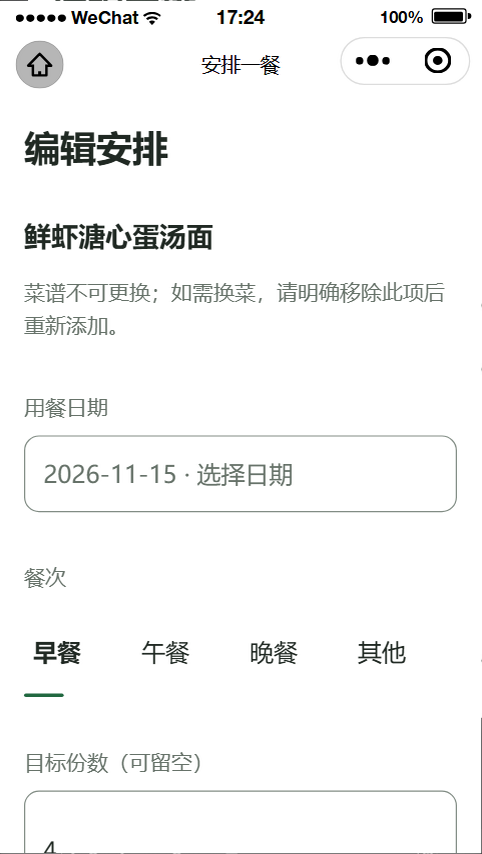 WeChat 17:24 100%
安排一餐
编辑安排
鲜虾溏心蛋汤面
菜谱不可更换；如需换菜，请明确移除此项后
重新添加。
用餐日期
2026-11-15 · 选择日期
餐次
早餐 午餐 晚餐 其他
目标份数（可留空）
4